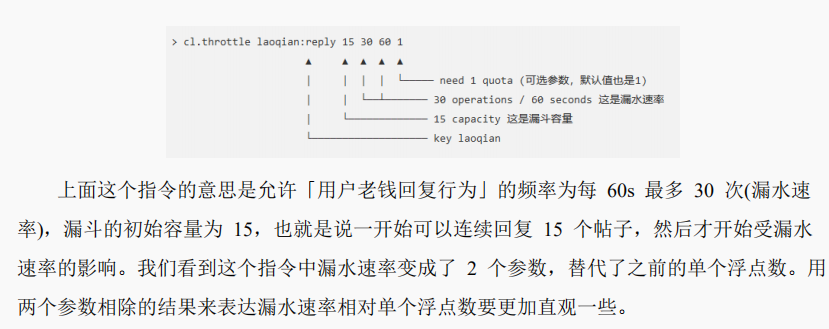 > cl.throttle laoqian:reply 15 30 60 1
need 1 quota (可选参数，默认值也是1)
30 operations / 60 seconds 这是漏水速率
15 capacity 这是漏斗容量
key laoqian
上面这个指令的意思是允许「用户老钱回复行为」的频率为每 60s 最多 30 次(漏水速
率)，漏斗的初始容量为 15，也就是说一开始可以连续回复 15 个帖子，然后才开始受漏水
速率的影响。我们看到这个指令中漏水速率变成了 2 个参数，替代了之前的单个浮点数。用
两个参数相除的结果来表达漏水速率相对单个浮点数要更加直观一些。